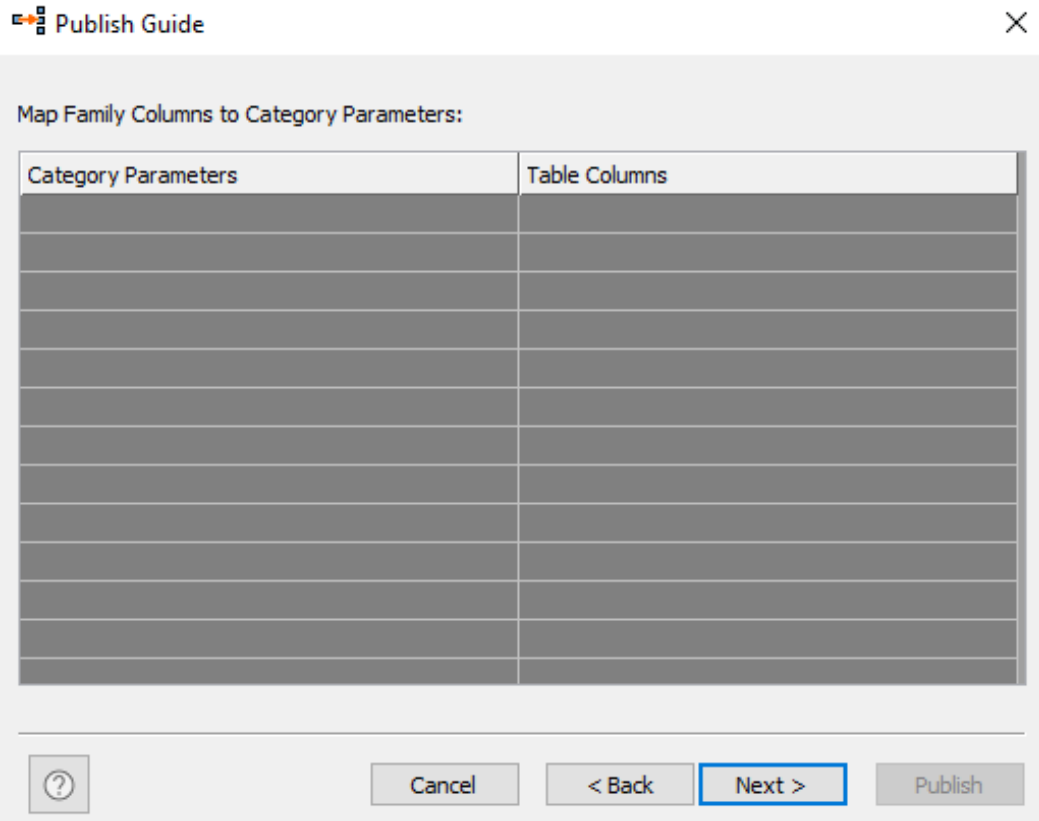 Publish Guide
Map Family Columns to Category Parameters:
Category Parameters Table Columns
? Cancel < Back Next > Publish